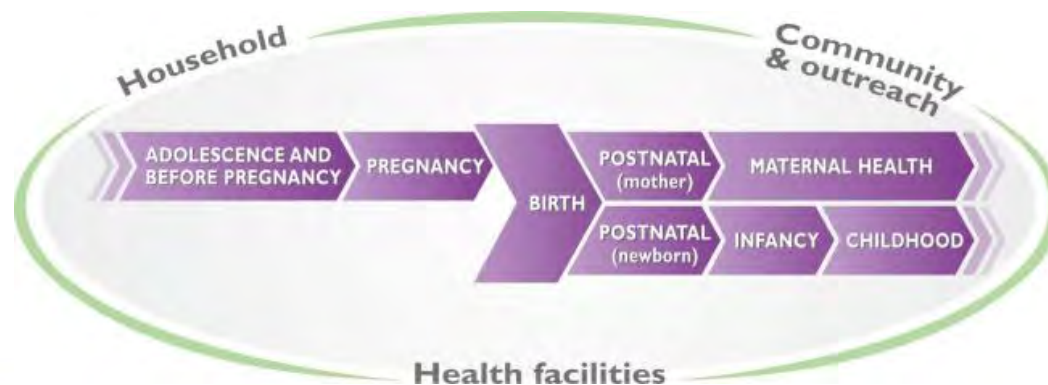 Household
Community
& outreach
ADOLESCENCE AND
BEFORE PREGNANCY
PREGNANCY
BIRTH
POSTNATAL
(mother)
MATERNAL HEALTH
POSTNATAL
(newborn)
INFANCY
CHILDHOOD
Health facilities